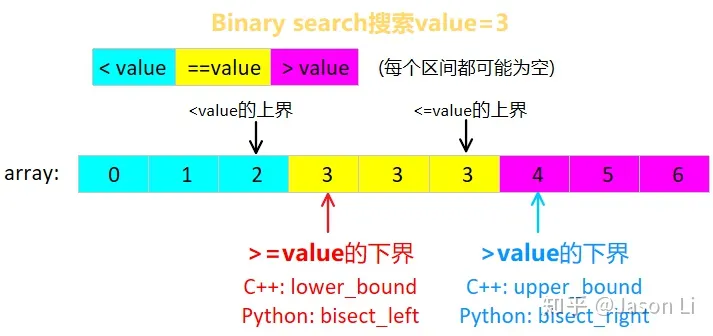 Binary search搜索value=3
< value ==value > value (每个区间都可能为空)
<value的上界 <=value的上界
array: 0 1 2 3 3 3 4 5 6
>=value的下界 >value的下界
C++: lower_bound C++: upper_bound
Python: bisect_left Python: bisect_right
知乎 @Jason Li